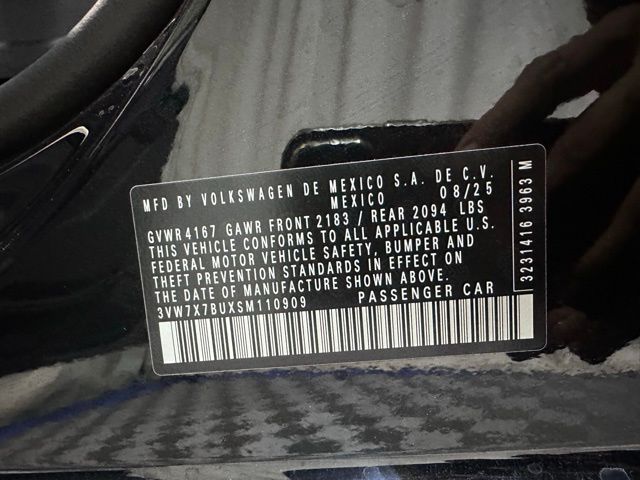 MFD BY VOLKSWAGEN DE MEXICO S.A. DE C.V.
MEXICO 08/25
GVWR 4167 GAWR FRONT 2183 / REAR 2094 LBS
THIS VEHICLE CONFORMS TO ALL APPLICABLE U.S.
FEDERAL MOTOR VEHICLE SAFETY, BUMPER AND
THEFT PREVENTION STANDARDS IN EFFECT ON
THE DATE OF MANUFACTURE SHOWN ABOVE.
3VW7X7BUXSM110909 PASSENGER CAR
3231416 3963 M